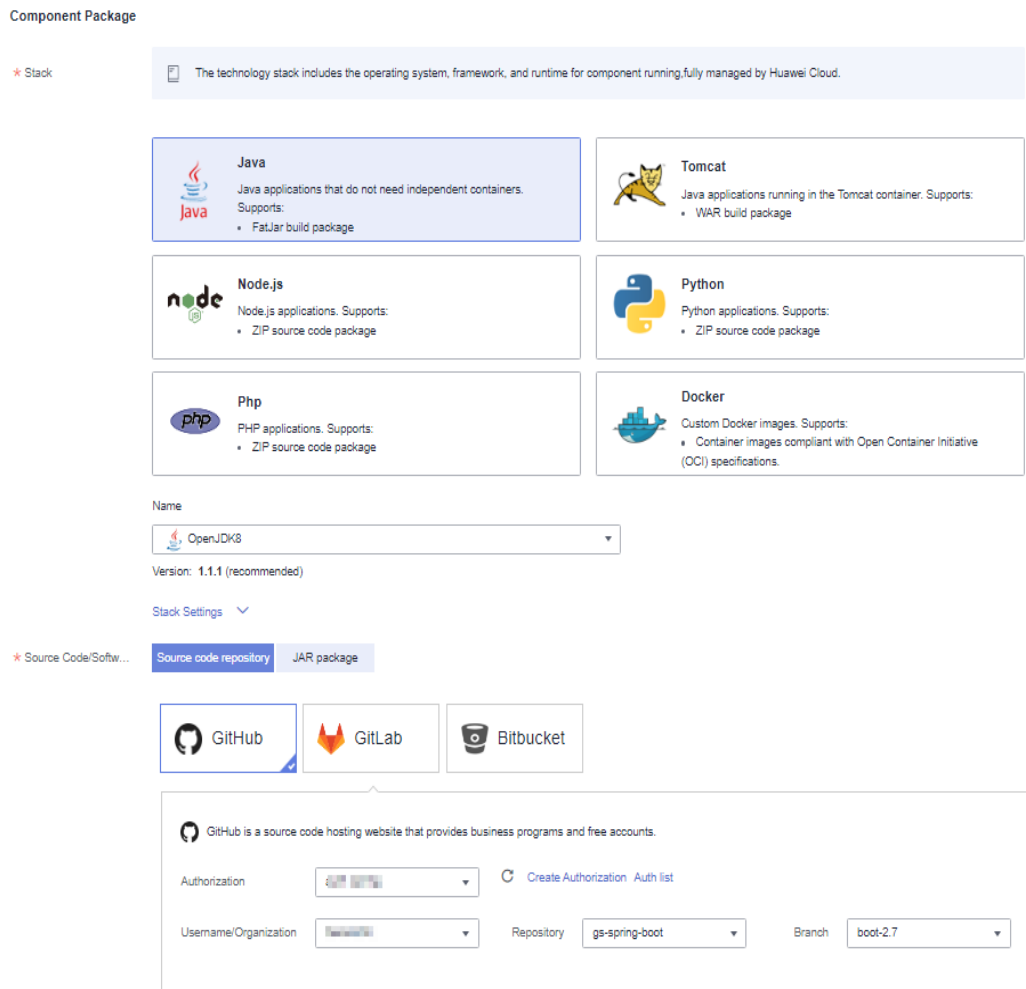 Component Package
* Stack
The technology stack includes the operating system, framework, and runtime for component running,fully managed by Huawei Cloud.
Java
Java
Java applications that do not need independent containers.
Supports:
FatJar build package
Tomcat
Java applications running in the Tomcat container. Supports:
WAR build package
node
JS
Node.js
Node.js applications. Supports:
ZIP source code package
Python
Python applications. Supports:
ZIP source code package
php
Php
PHP applications. Supports:
ZIP source code package
Docker
Custom Docker images. Supports:
Container images compliant with Open Container Initiative
(OCI) specifications.
Name
OpenJDK8
Version: 1.1.1 (recommended)
Stack Settings
* Source Code/Softw...
Source code repository
JAR package
GitHub
GitLab
Bitbucket
GitHub is a source code hosting website that provides business programs and free accounts.
Authorization
Create Authorization Auth list
Username/Organization
Repository
gs-spring-boot
Branch
boot-2.7